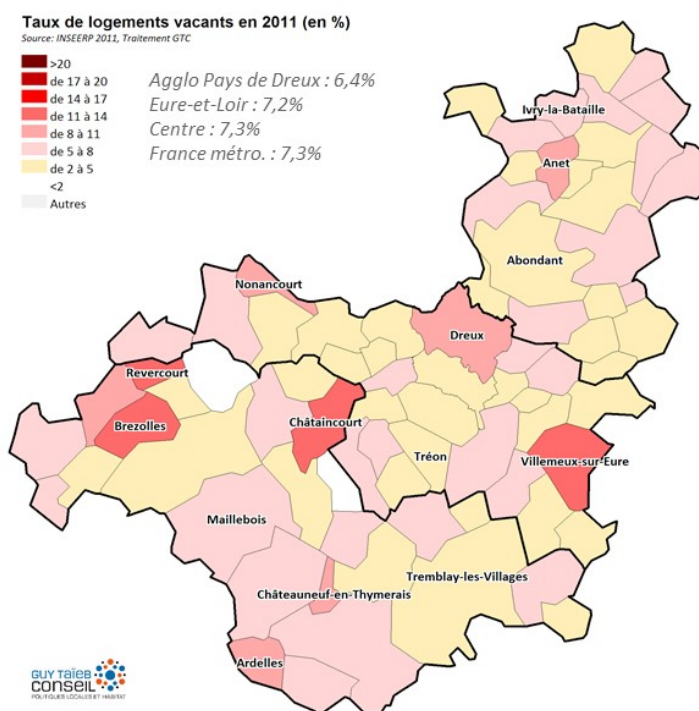 Taux de logements vacants en 2011 (en %)
Source: INSEERP 2011, Traitement GTC
>20
de 17 à 20
de 14 à 17
de 11 à 14
de 8 à 11
de 5 à 8
de 2 à 5
<2
Autres
Agglo Pays de Dreux : 6,4%
Eure-et-Loir : 7,2%
Centre : 7,3%
France métro. : 7,3%
Ivry-la-Bataille
Anet
Abondant
Nonancourt
Dreux
Revercourt
Brezolles
Châtaincourt
Tréon
Villemeux-sur-Eure
Maillebois
Tremblay-les-Villages
Châteauneuf-en-Thymerais
Ardelles
GUY TAÏEB
CONSEIL
POLITIQUES LOCALES ET HABITAT